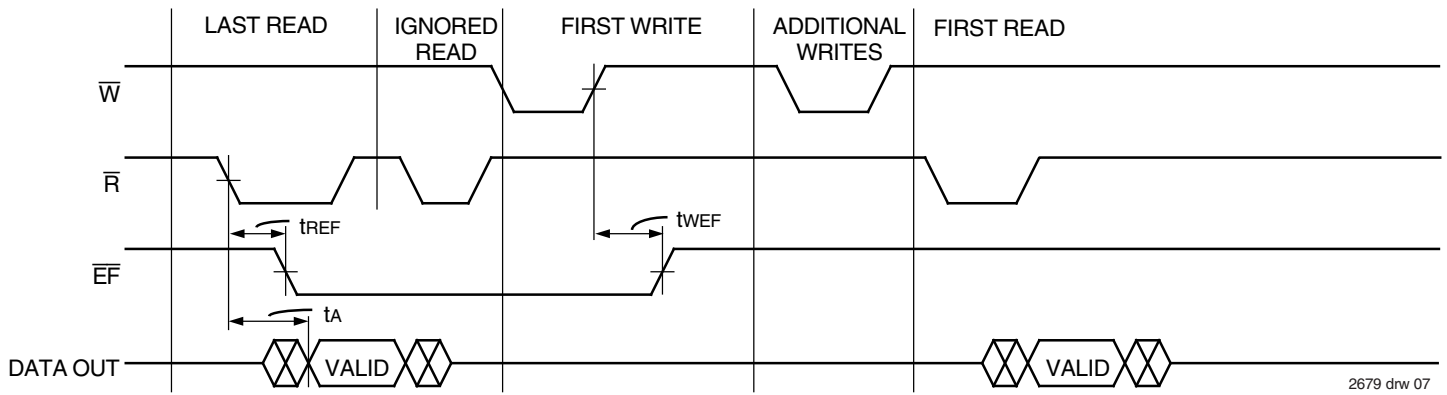 LAST READ
IGNORED
READ
FIRST WRITE
ADDITIONAL
WRITES
FIRST READ
W̅
R̅
tREF
tWEF
E̅F̅
tA
DATA OUT
VALID
VALID
2679 drw 07